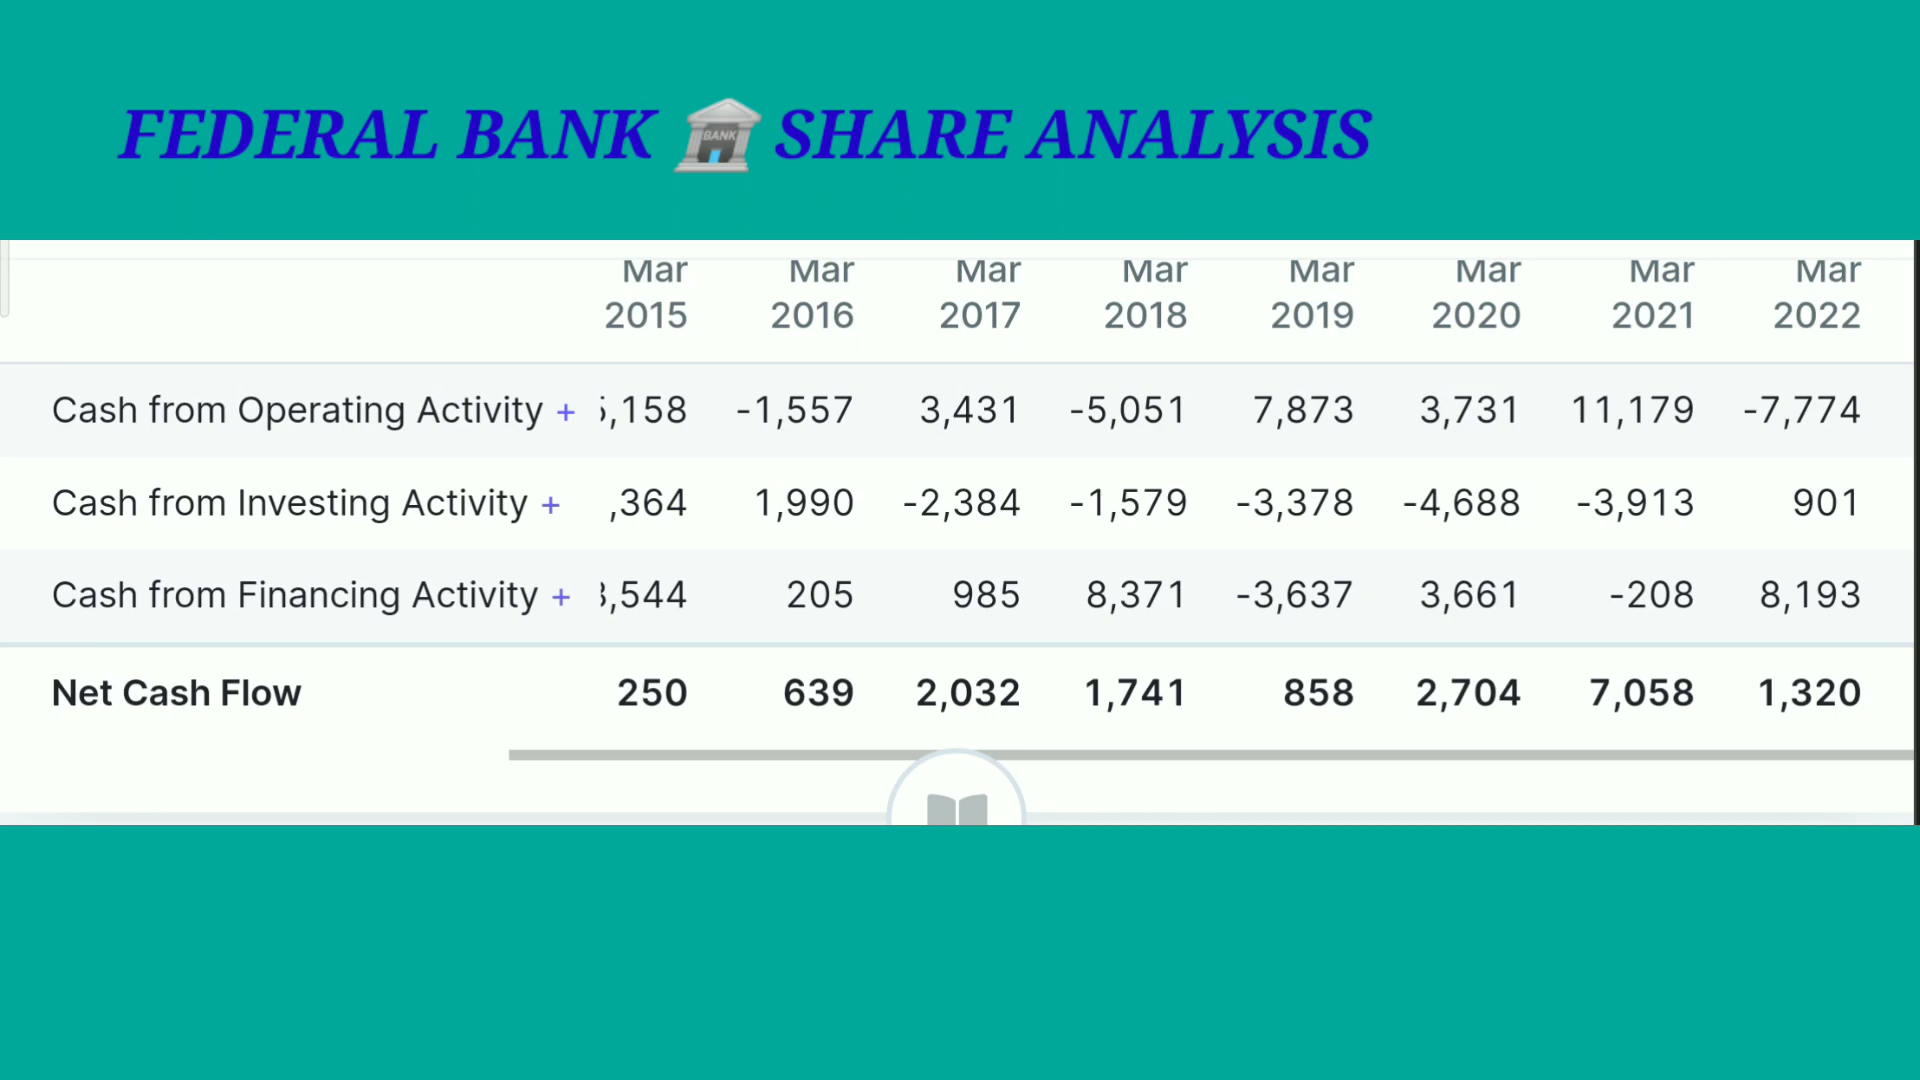 FEDERAL BANK BANK SHARE ANALYSIS
Mar Mar Mar Mar Mar Mar Mar Mar
2015 2016 2017 2018 2019 2020 2021 2022
Cash from Operating Activity + ,158 -1,557 3,431 -5,051 7,873 3,731 11,179 -7,774
Cash from Investing Activity + ,364 1,990 -2,384 -1,579 -3,378 -4,688 -3,913 901
Cash from Financing Activity + ,544 205 985 8,371 -3,637 3,661 -208 8,193
Net Cash Flow 250 639 2,032 1,741 858 2,704 7,058 1,320